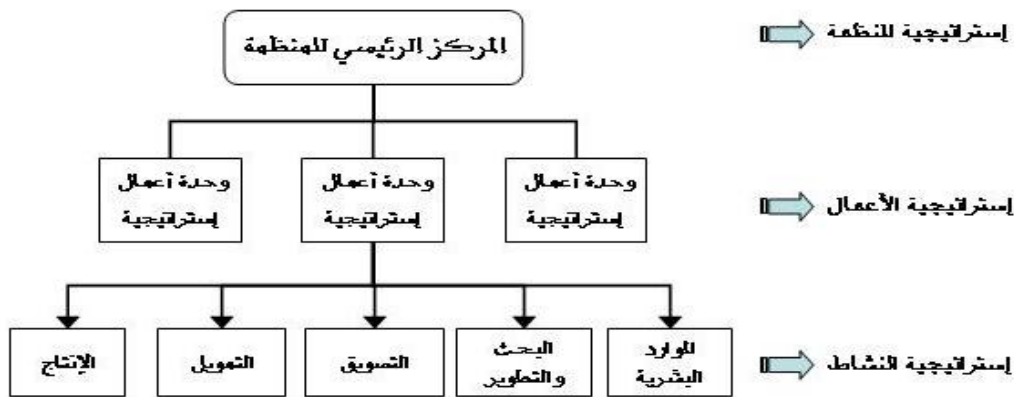 المركز الرئيسي للمنظمة
إستراتيجية المنظمة
وحدة أعمال
إستراتيجية
وحدة أعمال
إستراتيجية
وحدة أعمال
إستراتيجية
إستراتيجية الأعمال
الموارد
البشرية
البحث
والتطوير
التسويق
التمويل
الإنتاج
إستراتيجية النشاط